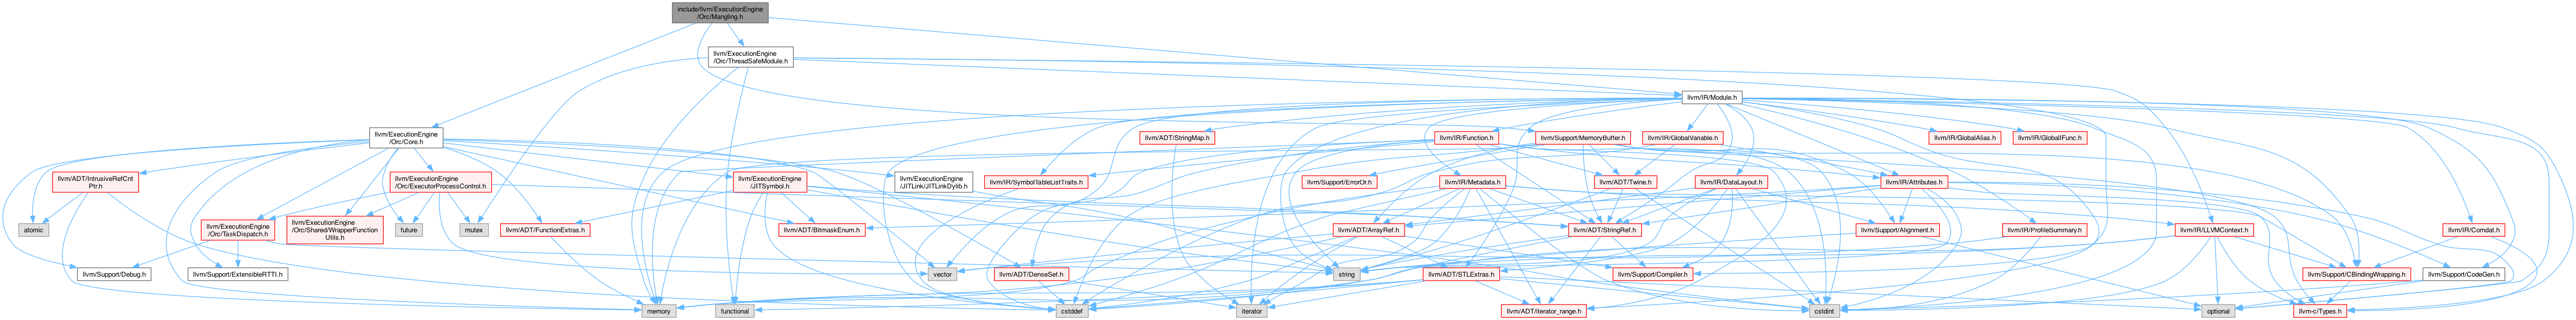 include/llvm/ExecutionEngine
/Orc/Mangling.h
llvm/ExecutionEngine
/Orc/ThreadSafeModule.h
llvm/IR/Module.h
llvm/ExecutionEngine
/Orc/Core.h
llvm/ADT/StringMap.h
llvm/IR/Function.h
llvm/Support/MemoryBuffer.h
llvm/IR/GlobalVariable.h
llvm/IR/GlobalAlias.h
llvm/IR/GlobalIFunc.h
llvm/ADT/IntrusiveRefCnt
Ptr.h
llvm/ExecutionEngine
/Orc/ExecutorProcessControl.h
llvm/ExecutionEngine
/JITSymbol.h
llvm/ExecutionEngine
/JITLink/JITLinkDylib.h
llvm/IR/SymbolTableListTraits.h
llvm/Support/ErrorOr.h
llvm/IR/Metadata.h
llvm/ADT/Twine.h
llvm/IR/DataLayout.h
llvm/IR/Attributes.h
atomic
llvm/ExecutionEngine
/Orc/TaskDispatch.h
llvm/ExecutionEngine
/Orc/Shared/WrapperFunction
Utils.h
future
mutex
llvm/ADT/FunctionExtras.h
llvm/ADT/BitmaskEnum.h
llvm/ADT/ArrayRef.h
llvm/ADT/StringRef.h
llvm/Support/Alignment.h
llvm/IR/ProfileSummary.h
llvm/IR/LLVMContext.h
llvm/IR/Comdat.h
llvm/Support/Debug.h
llvm/Support/ExtensibleRTTI.h
vector
llvm/ADT/DenseSet.h
string
llvm/ADT/STLExtras.h
llvm/Support/Compiler.h
llvm/Support/CBindingWrapping.h
llvm/Support/CodeGen.h
memory
functional
cstddef
iterator
llvm/ADT/iterator_range.h
cstdint
optional
llvm-c/Types.h